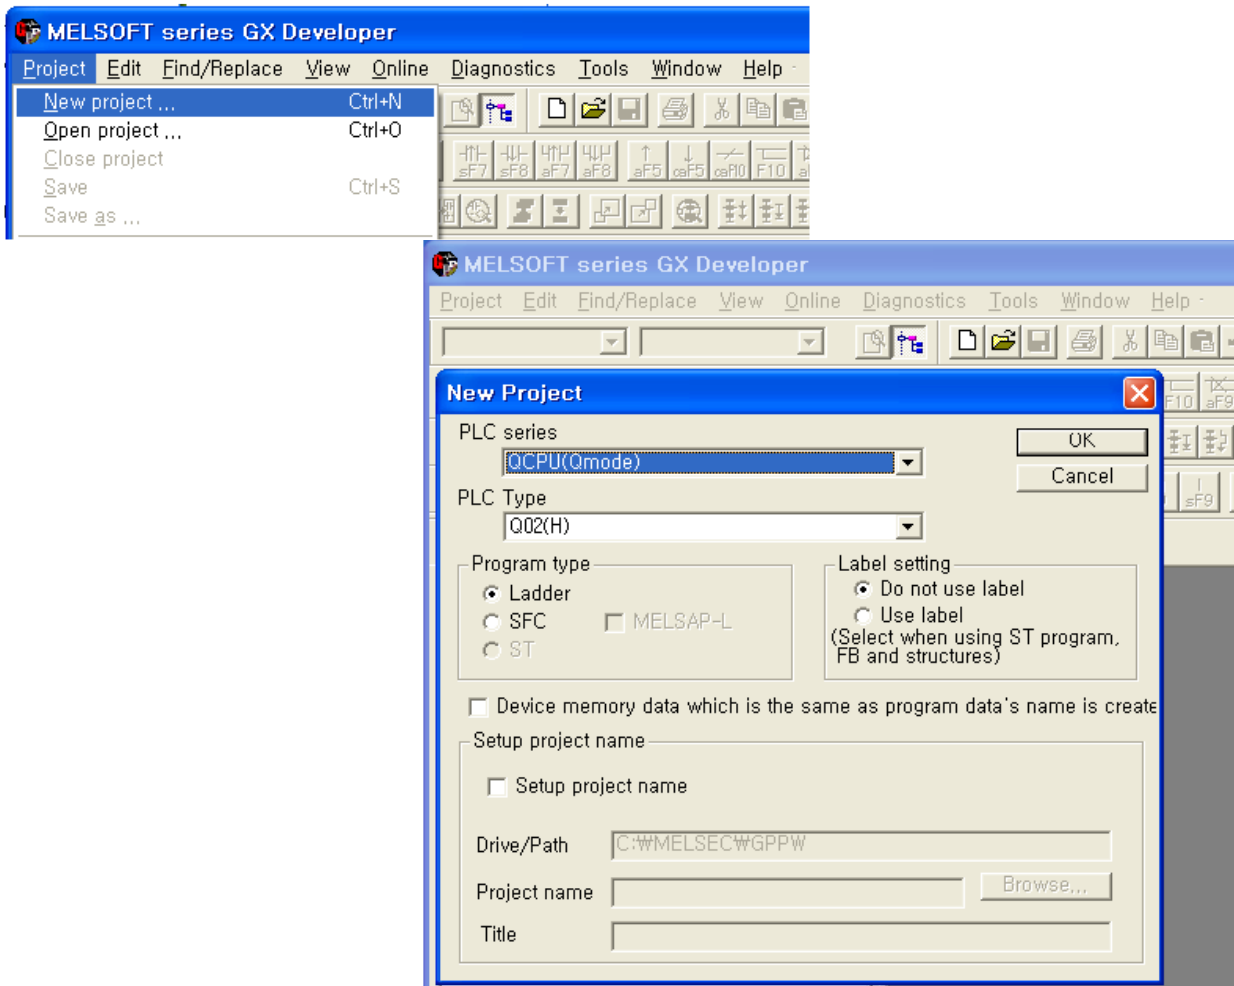 MELSOFT series GX Developer
Project Edit Find/Replace View Online Diagnostics Tools Window Help
New project ... Ctrl+N
Open project ... Ctrl+O
Close project
Save Ctrl+S
Save as ...
sF7 sF8 aF7 aF8 aF5 caF5 caF10 F10
MELSOFT series GX Developer
Project Edit Find/Replace View Online Diagnostics Tools Window Help
New Project
F10 aF9
sF9
PLC series
QCPU(Qmode)
OK
Cancel
PLC Type
Q02(H)
Program type
Ladder
SFC MELSAP-L
ST
Label setting
Do not use label
Use label
(Select when using ST program,
FB and structures)
Device memory data which is the same as program data's name is create
Setup project name
Setup project name
Drive/Path C:₩MELSEC₩GPPW
Project name Browse...
Title